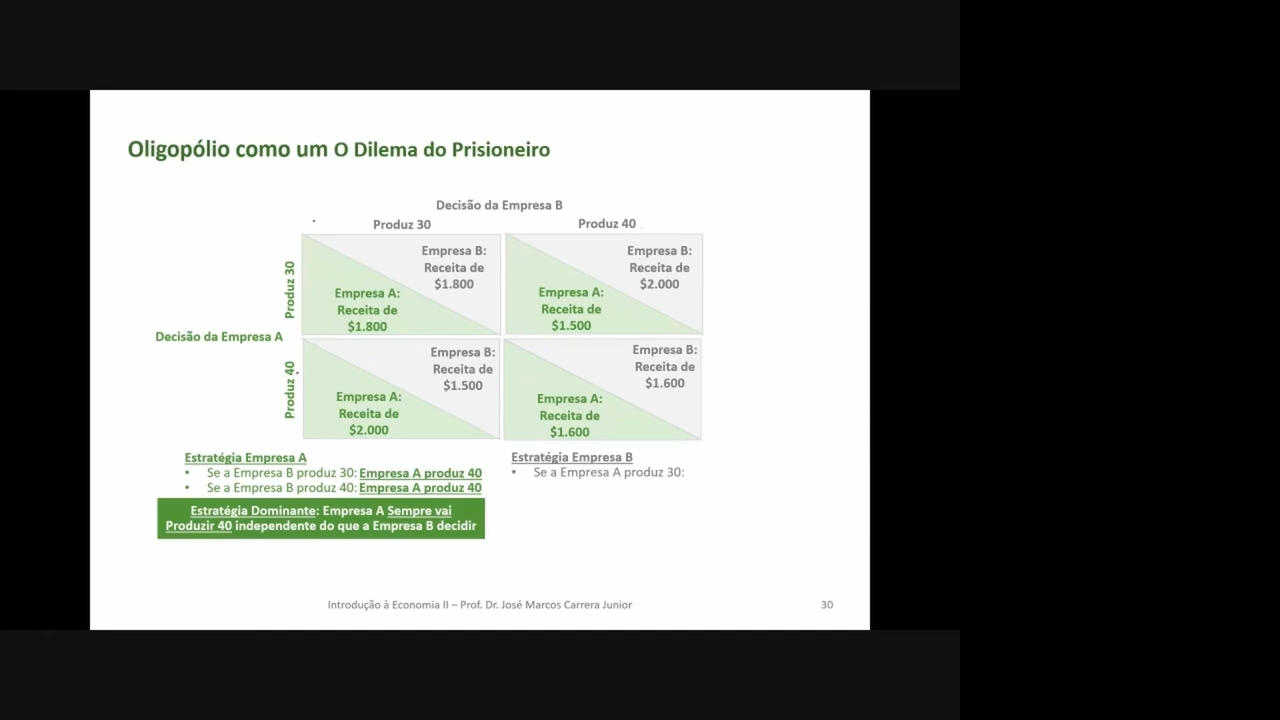 Oligopólio como um O Dilema do Prisioneiro
Decisão da Empresa B
Produz 30
Produz 40
Decisão da Empresa A
Produz 30
Empresa B:
Receita de
$1.800
Empresa A:
Receita de
$1.800
Empresa B:
Receita de
$2.000
Empresa A:
Receita de
$1.500
Produz 40
Empresa B:
Receita de
$1.500
Empresa A:
Receita de
$2.000
Empresa B:
Receita de
$1.600
Empresa A:
Receita de
$1.600
Estratégia Empresa A
• Se a Empresa B produz 30: Empresa A produz 40
• Se a Empresa B produz 40: Empresa A produz 40
Estratégia Dominante: Empresa A Sempre vai
Produzir 40 independente do que a Empresa B decidir
Estratégia Empresa B
• Se a Empresa A produz 30:
Introdução à Economia II – Prof. Dr. José Marcos Carrera Junior
30